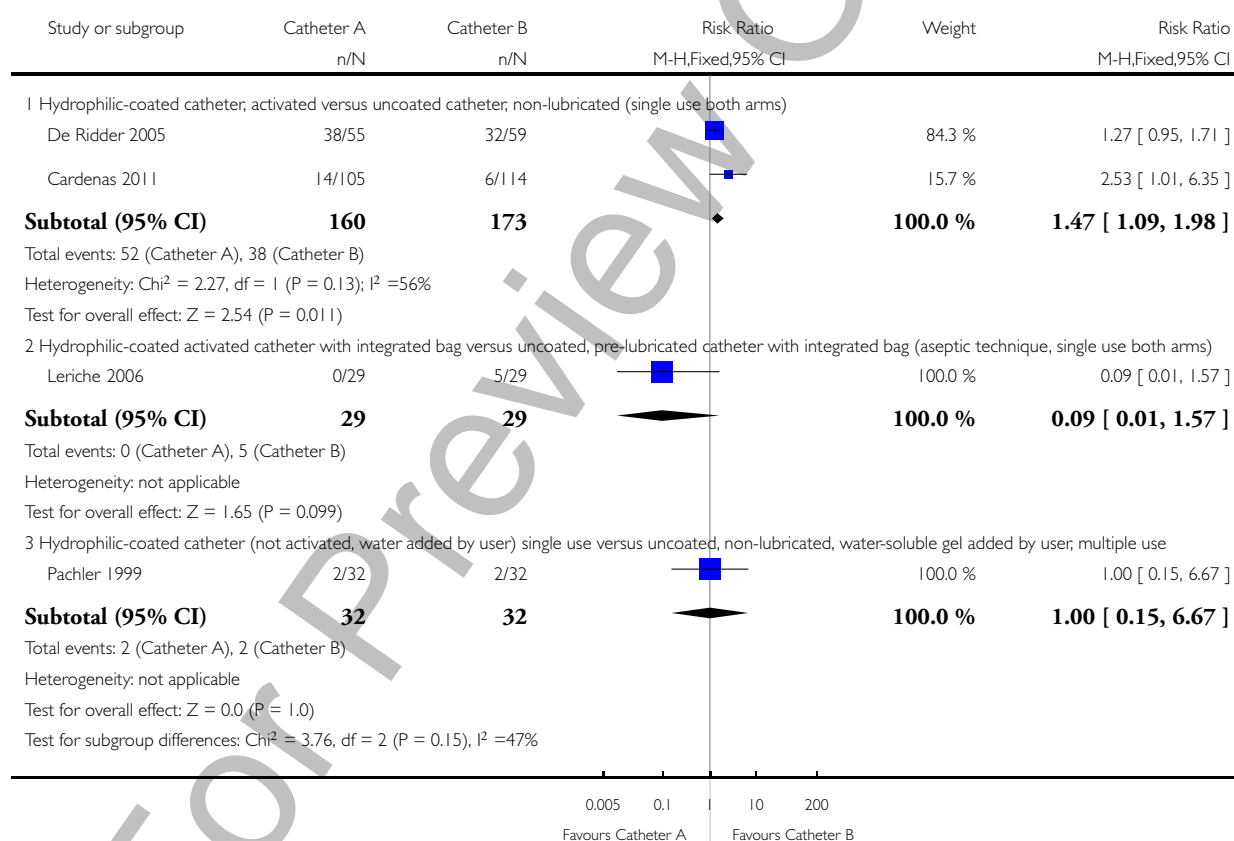 Study or subgroup Catheter A Catheter B Risk Ratio Weight Risk Ratio
n/N n/N M-H,Fixed,95% CI M-H,Fixed,95% CI
1 Hydrophilic-coated catheter, activated versus uncoated catheter, non-lubricated (single use both arms)
De Ridder 2005 38/55 32/59 84.3 % 1.27 [ 0.95, 1.71 ]
Cardenas 2011 14/105 6/114 15.7 % 2.53 [ 1.01, 6.35 ]
Subtotal (95% CI) 160 173 100.0 % 1.47 [ 1.09, 1.98 ]
Total events: 52 (Catheter A), 38 (Catheter B)
Heterogeneity: Chi² = 2.27, df = 1 (P = 0.13); I² =56%
Test for overall effect: Z = 2.54 (P = 0.011)
2 Hydrophilic-coated activated catheter with integrated bag versus uncoated, pre-lubricated catheter with integrated bag (aseptic technique, single use both arms)
Leriche 2006 0/29 5/29 100.0 % 0.09 [ 0.01, 1.57 ]
Subtotal (95% CI) 29 29 100.0 % 0.09 [ 0.01, 1.57 ]
Total events: 0 (Catheter A), 5 (Catheter B)
Heterogeneity: not applicable
Test for overall effect: Z = 1.65 (P = 0.099)
3 Hydrophilic-coated catheter (not activated, water added by user) single use versus uncoated, non-lubricated, water-soluble gel added by user, multiple use
Pachler 1999 2/32 2/32 100.0 % 1.00 [ 0.15, 6.67 ]
Subtotal (95% CI) 32 32 100.0 % 1.00 [ 0.15, 6.67 ]
Total events: 2 (Catheter A), 2 (Catheter B)
Heterogeneity: not applicable
Test for overall effect: Z = 0.0 (P = 1.0)
Test for subgroup differences: Chi² = 3.76, df = 2 (P = 0.15), I² =47%
0.005 0.1 1 10 200
Favours Catheter A Favours Catheter B
For Preview